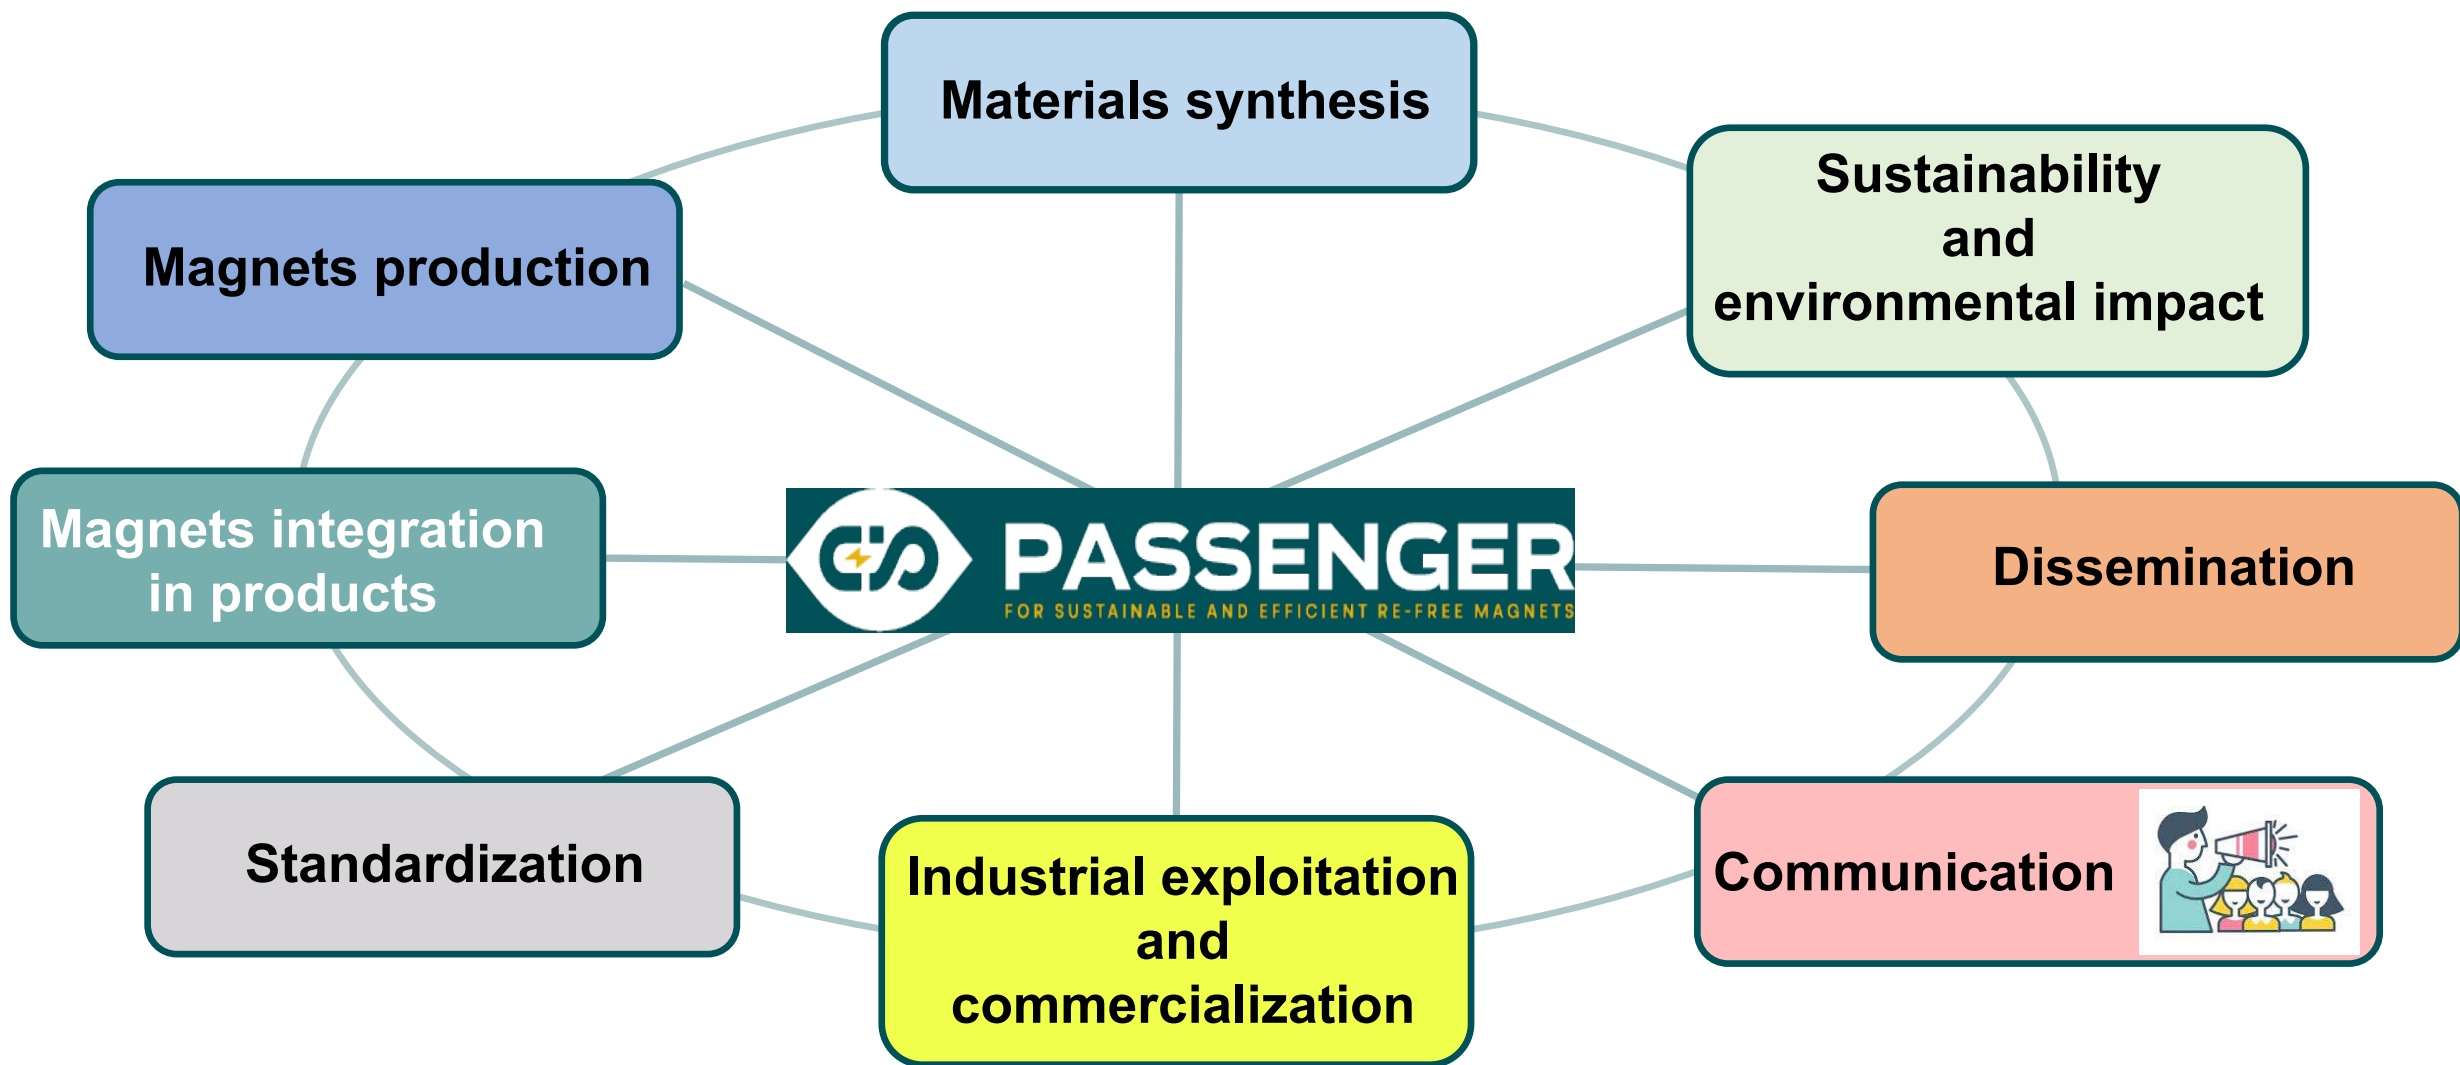 Materials synthesis
Sustainability
and
environmental impact
Magnets production
Magnets integration
in products
PASSENGER
FOR SUSTAINABLE AND EFFICIENT RE-FREE MAGNETS
Dissemination
Standardization
Industrial exploitation
and
commercialization
Communication